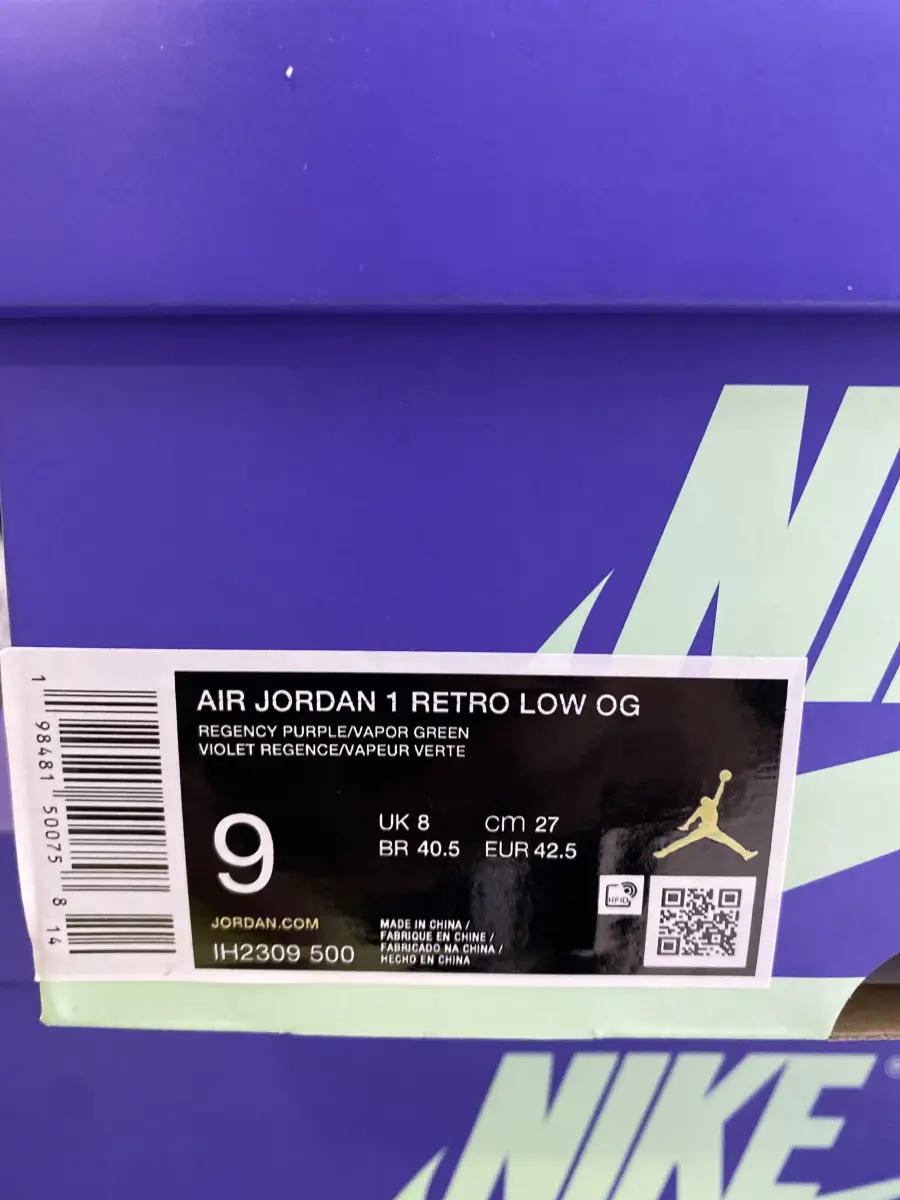 AIR JORDAN 1 RETRO LOW OG
REGENCY PURPLE/VAPOR GREEN
VIOLET REGENCE/VAPEUR VERTE
9
UK 8 cm 27
BR 40.5 EUR 42.5
JORDAN.COM
IH2309 500
MADE IN CHINA /
FABRIQUE EN CHINE /
FABRICADO NA CHINA /
HECHO EN CHINA
RFID
1 98481 50075 8 14
NIKE